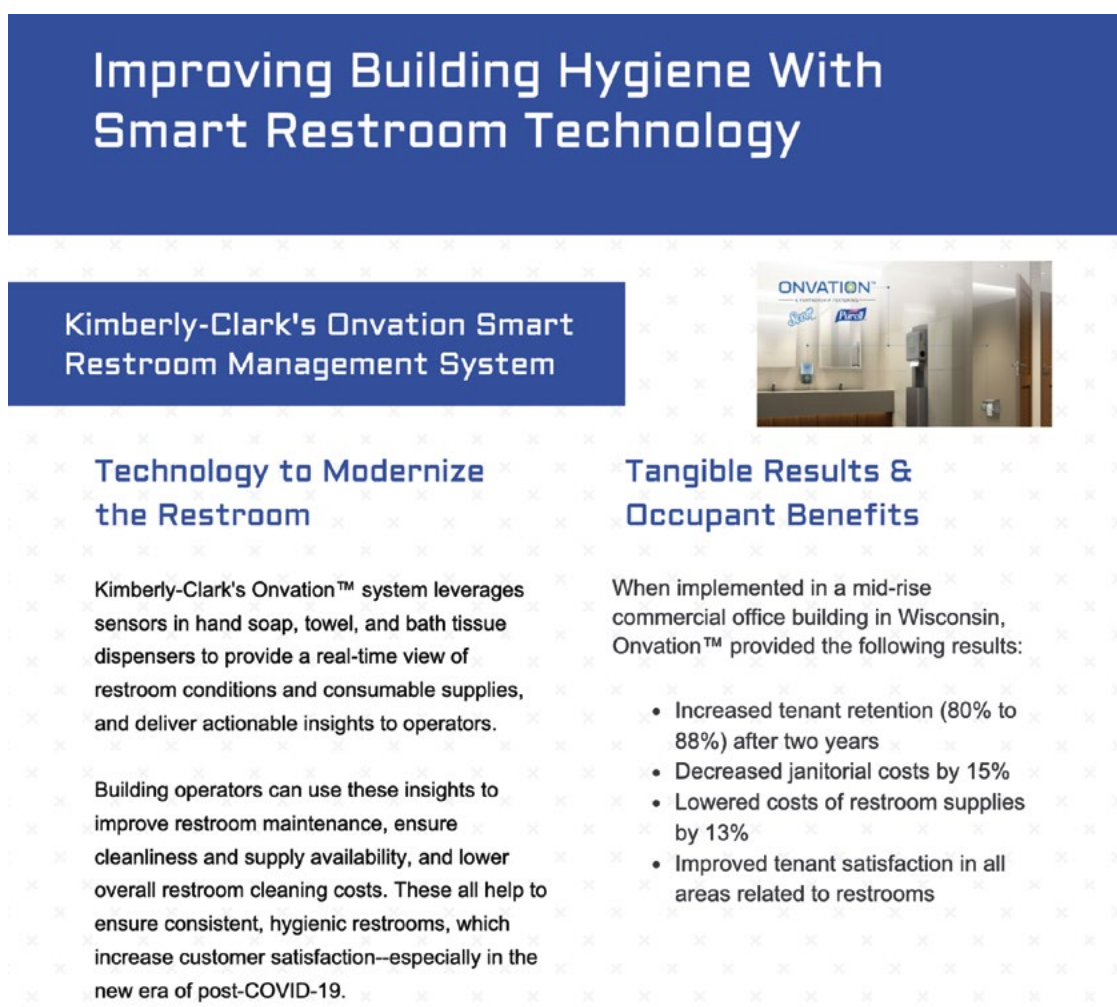 Improving Building Hygiene With
Smart Restroom Technology
Kimberly-Clark's Onvation Smart
Restroom Management System
ONVATION™
A PARTNERSHIP FEATURING
Scott
Purell
Technology to Modernize
the Restroom
Kimberly-Clark's Onvation™ system leverages
sensors in hand soap, towel, and bath tissue
dispensers to provide a real-time view of
restroom conditions and consumable supplies,
and deliver actionable insights to operators.
Building operators can use these insights to
improve restroom maintenance, ensure
cleanliness and supply availability, and lower
overall restroom cleaning costs. These all help to
ensure consistent, hygienic restrooms, which
increase customer satisfaction--especially in the
new era of post-COVID-19.
Tangible Results &
Occupant Benefits
When implemented in a mid-rise
commercial office building in Wisconsin,
Onvation™ provided the following results:
• Increased tenant retention (80% to
88%) after two years
• Decreased janitorial costs by 15%
• Lowered costs of restroom supplies
by 13%
• Improved tenant satisfaction in all
areas related to restrooms